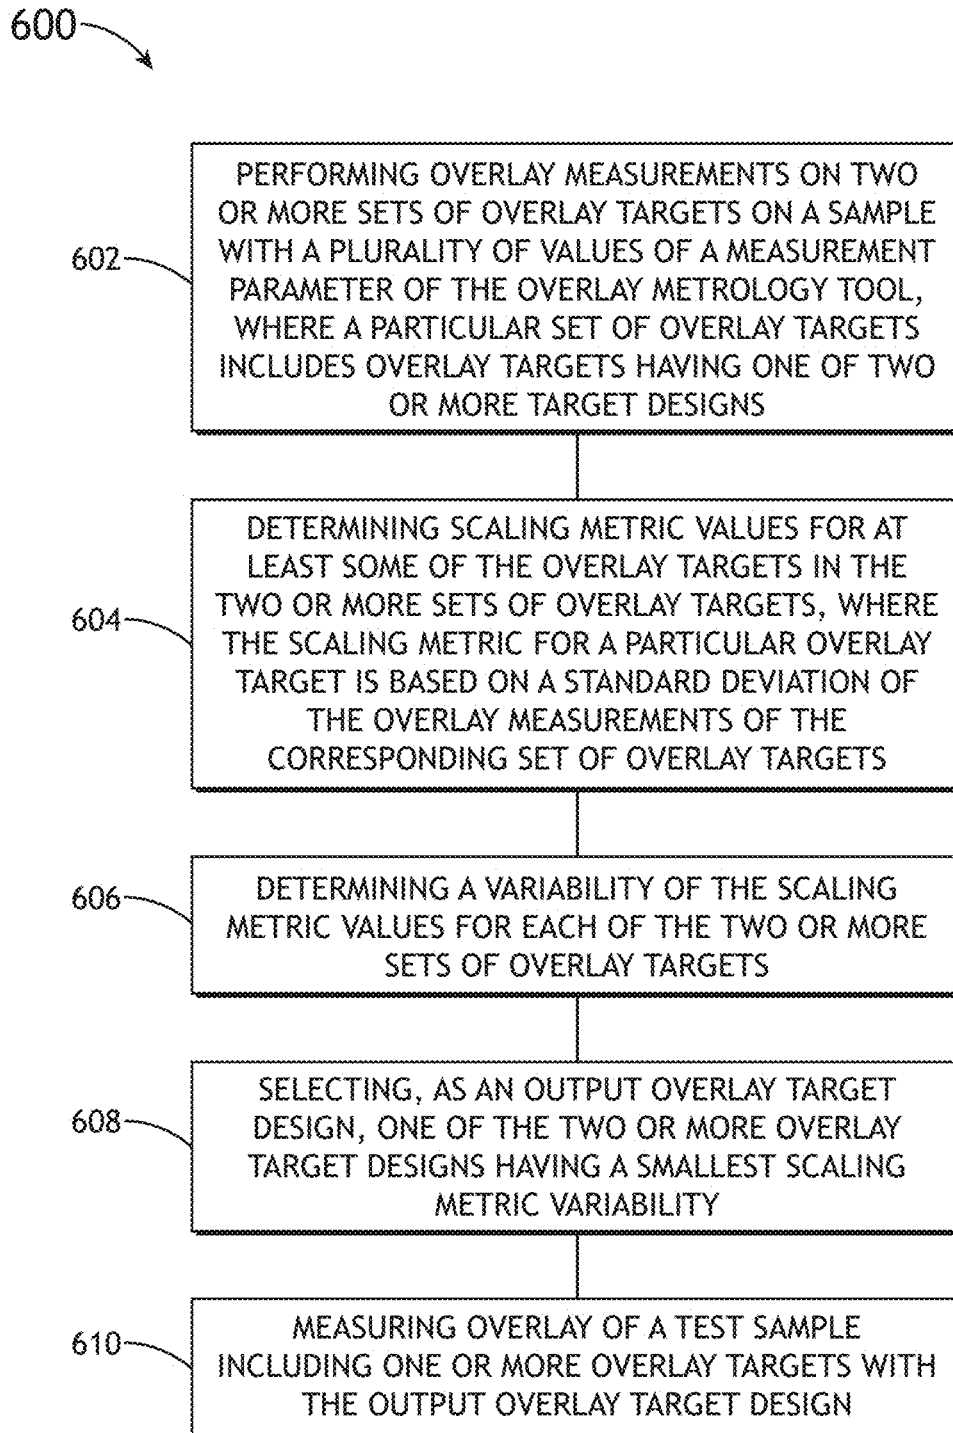 600
602
PERFORMING OVERLAY MEASUREMENTS ON TWO
OR MORE SETS OF OVERLAY TARGETS ON A SAMPLE
WITH A PLURALITY OF VALUES OF A MEASUREMENT
PARAMETER OF THE OVERLAY METROLOGY TOOL,
WHERE A PARTICULAR SET OF OVERLAY TARGETS
INCLUDES OVERLAY TARGETS HAVING ONE OF TWO
OR MORE TARGET DESIGNS
604
DETERMINING SCALING METRIC VALUES FOR AT
LEAST SOME OF THE OVERLAY TARGETS IN THE
TWO OR MORE SETS OF OVERLAY TARGETS, WHERE
THE SCALING METRIC FOR A PARTICULAR OVERLAY
TARGET IS BASED ON A STANDARD DEVIATION OF
THE OVERLAY MEASUREMENTS OF THE
CORRESPONDING SET OF OVERLAY TARGETS
606
DETERMINING A VARIABILITY OF THE SCALING
METRIC VALUES FOR EACH OF THE TWO OR MORE
SETS OF OVERLAY TARGETS
608
SELECTING, AS AN OUTPUT OVERLAY TARGET
DESIGN, ONE OF THE TWO OR MORE OVERLAY
TARGET DESIGNS HAVING A SMALLEST SCALING
METRIC VARIABILITY
610
MEASURING OVERLAY OF A TEST SAMPLE
INCLUDING ONE OR MORE OVERLAY TARGETS WITH
THE OUTPUT OVERLAY TARGET DESIGN